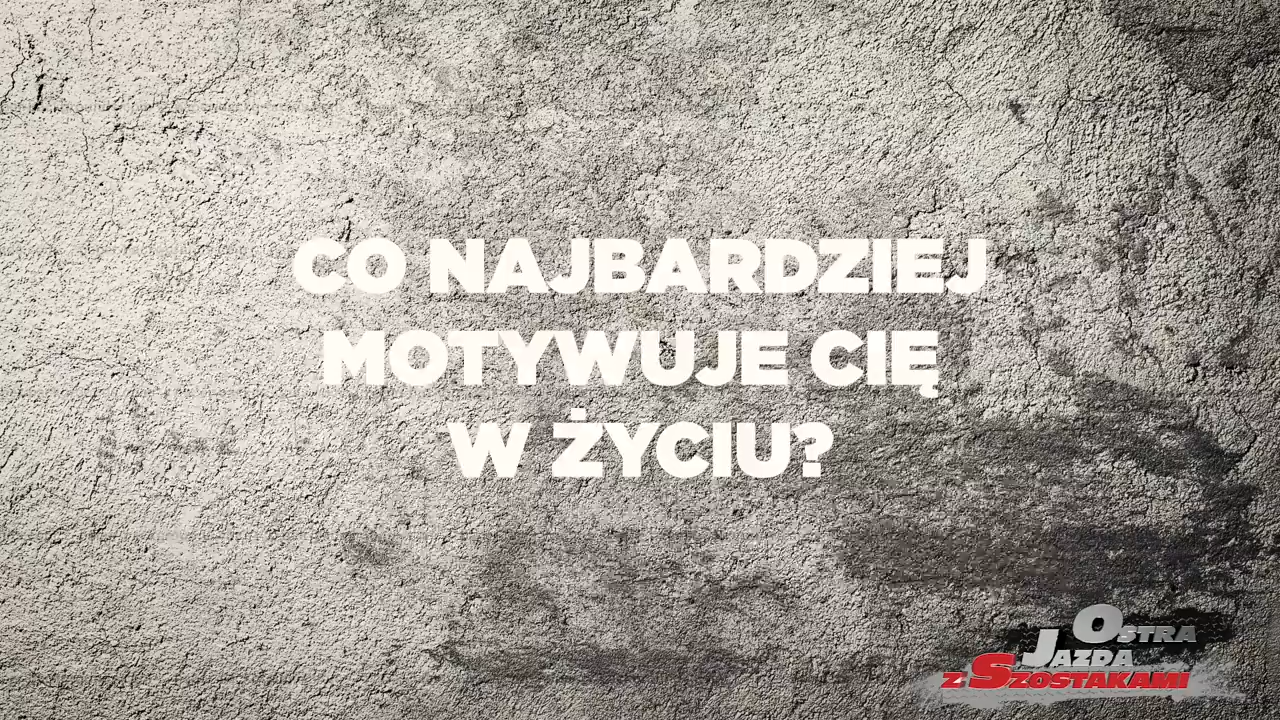 CO NAJBARDZIEJ
MOTYWUJE CIĘ
W ŻYCIU?
OSTRA
JAZDA
Z SZOSTAKAMI